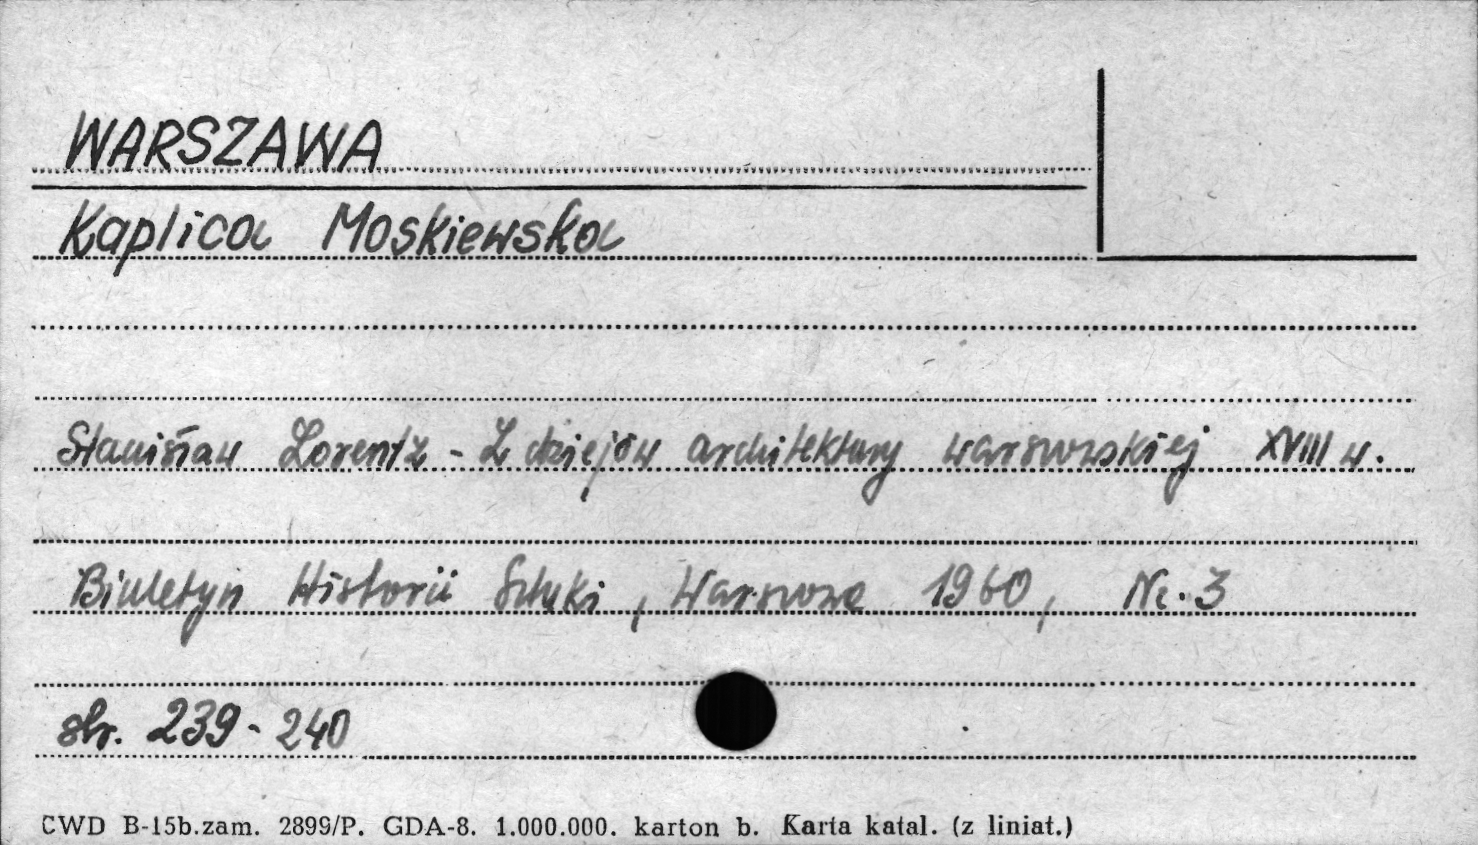 WARSZAWA
Kaplica Moskiewska
Stanisław Lorentz - Z dziejów architektury warszawskiej XVIII w.
Biuletyn Historii Sztuki, Warszawa 1960, Nr. 3
str. 239 - 240
CWD B-15b.zam. 2899/P. GDA-8. 1.000.000. karton b. Karta katal. (z liniat.)